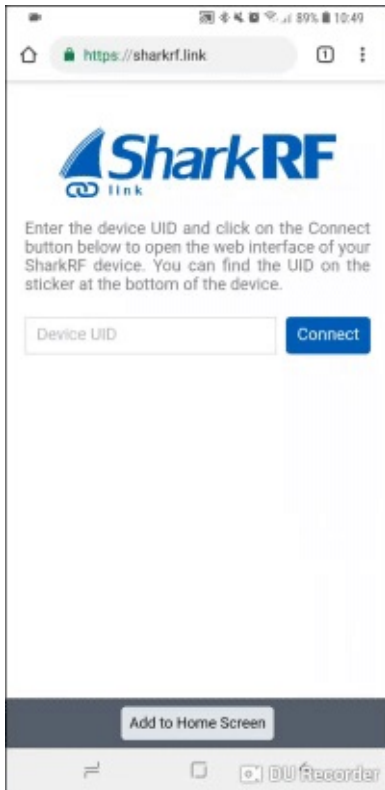 89% 10:49
https://sharkrf.link
1
SharkRF
link
Enter the device UID and click on the Connect
button below to open the web interface of your
SharkRF device. You can find the UID on the
sticker at the bottom of the device.
Device UID
Connect
Add to Home Screen
DU Recorder